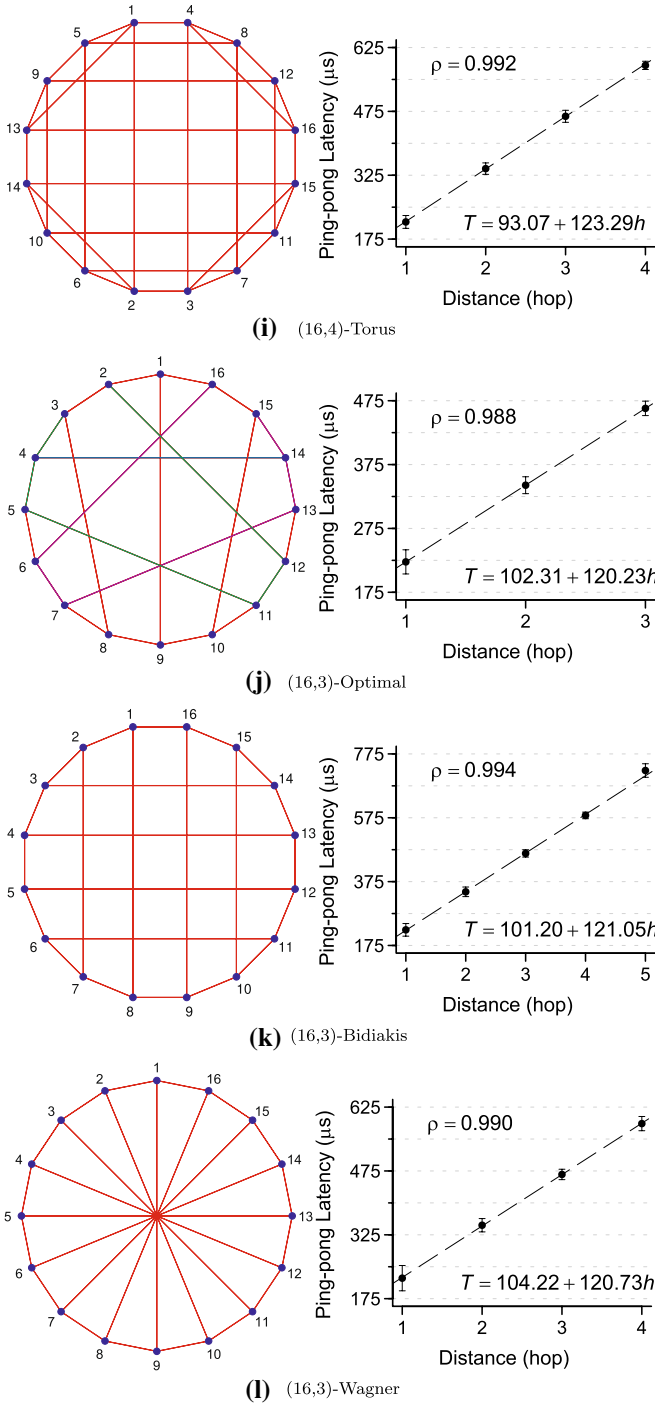 1 4
5 8
9 12
13 16
14 15
10 11
6 7
2 3
Ping-pong Latency (μs)
625
475
325
175
ρ = 0.992
T = 93.07 + 123.29h
1 2 3 4
Distance (hop)
(i) (16,4)-Torus
1
2 16
3 15
4 14
5 13
6 12
7 11
8 10
9
Ping-pong Latency (μs)
475
375
275
175
ρ = 0.988
T = 102.31 + 120.23h
1 2 3
Distance (hop)
(j) (16,3)-Optimal
1 16
2 15
3 14
4 13
5 12
6 11
7 10
8 9
Ping-pong Latency (μs)
775
575
375
175
ρ = 0.994
T = 101.20 + 121.05h
1 2 3 4 5
Distance (hop)
(k) (16,3)-Bidiakis
1
2 16
3 15
4 14
5 13
6 12
7 11
8 10
9
Ping-pong Latency (μs)
625
475
325
175
ρ = 0.990
T = 104.22 + 120.73h
1 2 3 4
Distance (hop)
(l) (16,3)-Wagner